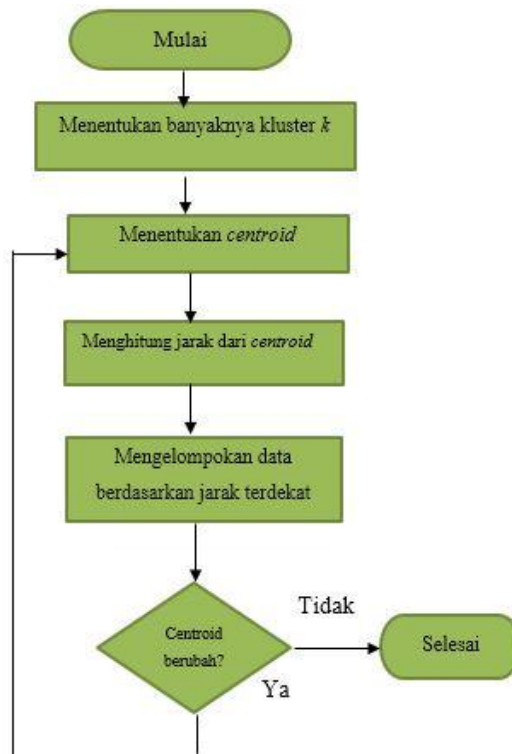 Mulai
Menentukan banyaknya kluster k
Menentukan centroid
Menghitung jarak dari centroid
Mengelompokan data
berdasarkan jarak terdekat
Centroid
berubah?
Tidak
Selesai
Ya